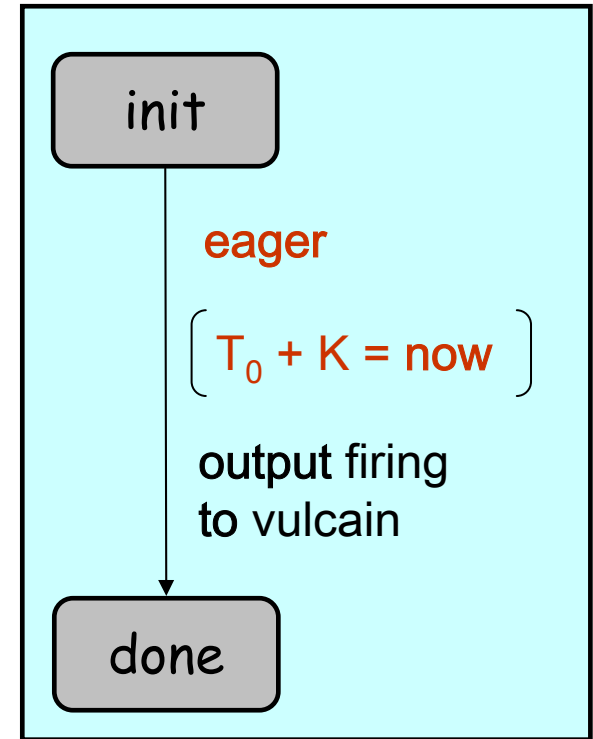 init
eager
[ T₀ + K = now ]
output firing
to vulcain
done